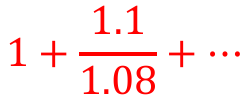 1 + 1.1/1.08 + ⋯